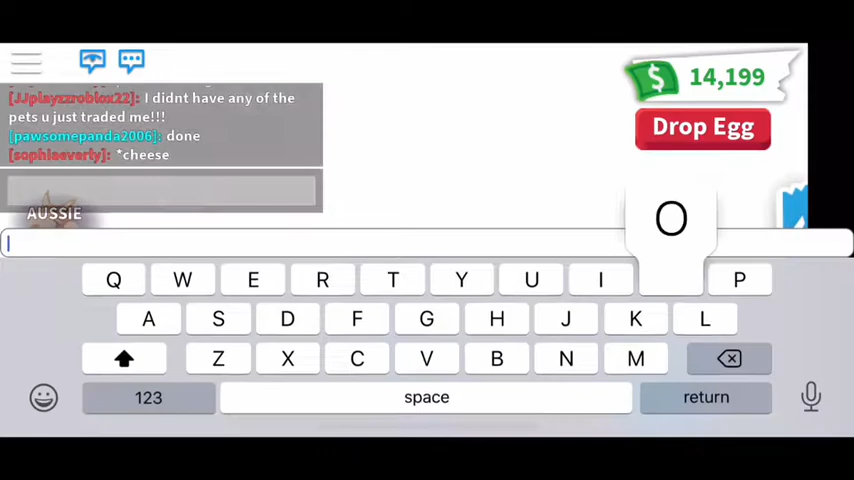 [JJplayzzroblox22]: I didnt have any of the
pets u just traded me!!!
[pawsomepanda2006]: done
[sophiaeverly]: *cheese
14,199
Drop Egg
AUSSIE
O
Q W E R T Y U I P
A S D F G H J K L
Z X C V B N M
123 space return